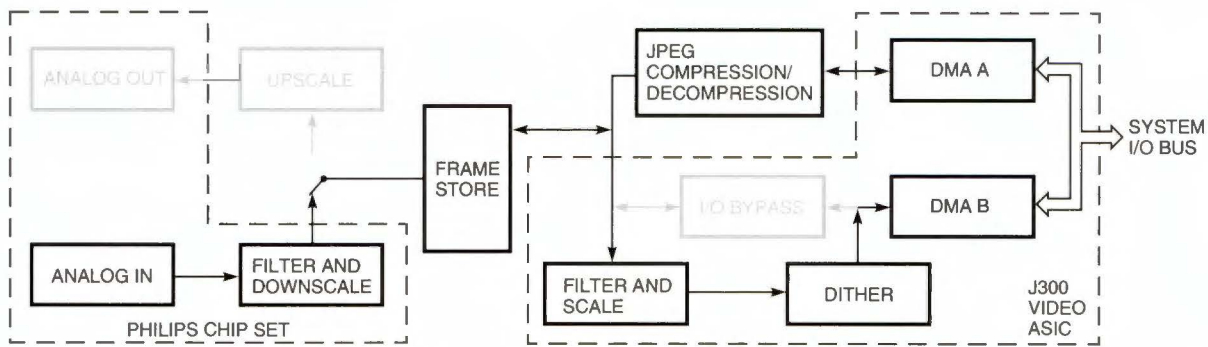 ANALOG OUT
UPSCALE
ANALOG IN
FILTER AND
DOWNSCALE
PHILIPS CHIP SET
FRAME
STORE
JPEG
COMPRESSION/
DECOMPRESSION
DMA A
SYSTEM
I/O BUS
I/O BYPASS
DMA B
FILTER AND
SCALE
DITHER
J300
VIDEO
ASIC